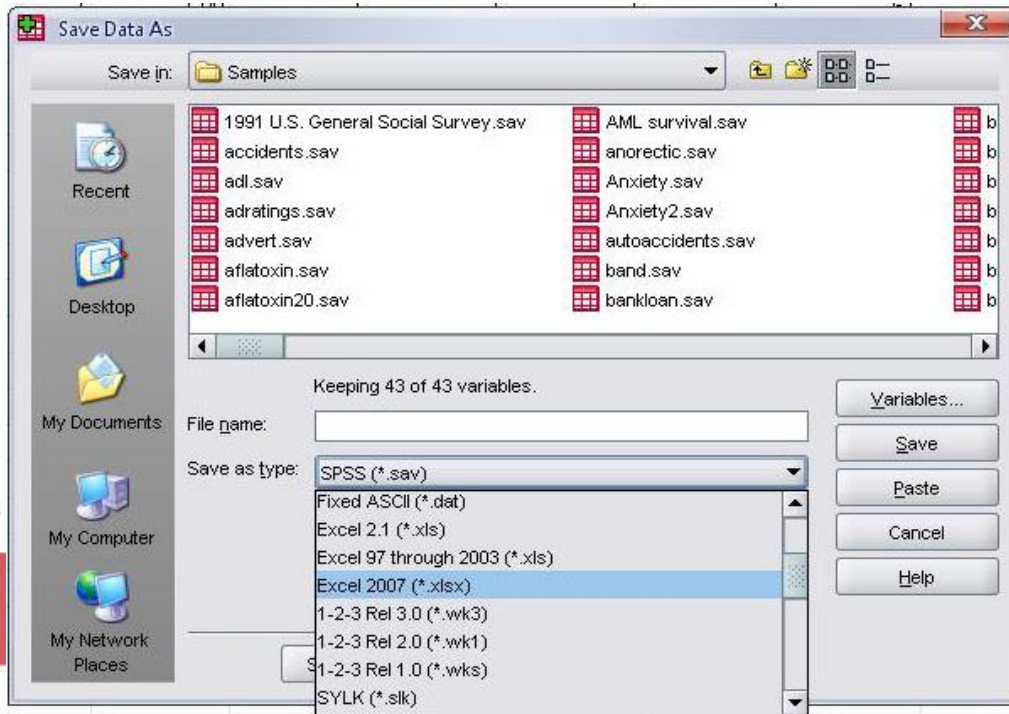 Save Data As
Save in:
Samples
1991 U.S. General Social Survey.sav
accidents.sav
adl.sav
adratings.sav
advert.sav
aflatoxin.sav
aflatoxin20.sav
AML survival.sav
anorectic.sav
Anxiety.sav
Anxiety2.sav
autoaccidents.sav
band.sav
bankloan.sav
b
b
b
b
b
b
b
Recent
Desktop
My Documents
My Computer
My Network
Places
Keeping 43 of 43 variables.
File name:
Save as type:
SPSS (*.sav)
Fixed ASCII (*.dat)
Excel 2.1 (*.xls)
Excel 97 through 2003 (*.xls)
Excel 2007 (*.xlsx)
1-2-3 Rel 3.0 (*.wk3)
1-2-3 Rel 2.0 (*.wk1)
1-2-3 Rel 1.0 (*.wks)
SYLK (*.slk)
Variables...
Save
Paste
Cancel
Help